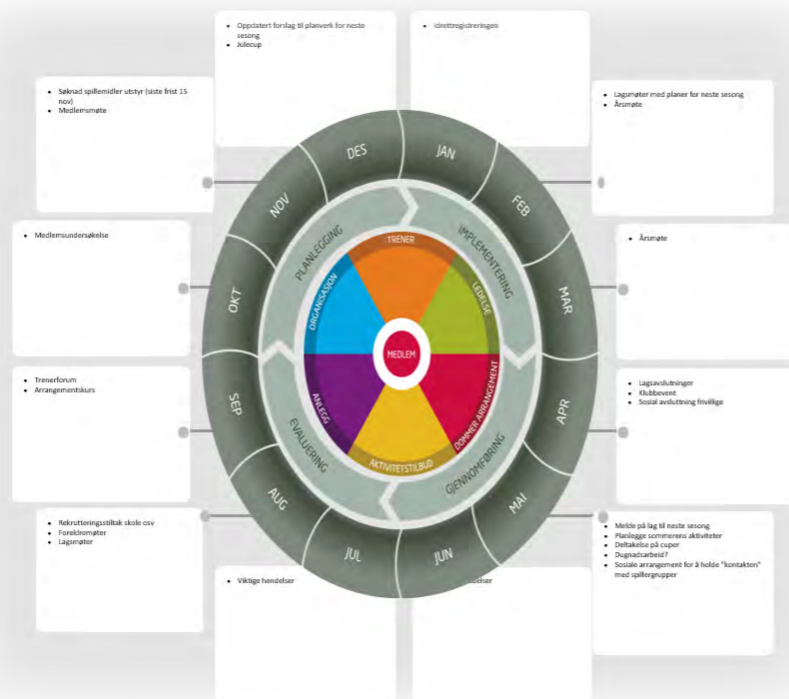 • Oppdatert forslag til planverk for neste
sesong
• Julecup
• Idrettregistreringen
• Søknad spillemidler utstyr (siste frist 15
nov)
• Medlemsmøte
• Lagsmøter med planer for neste sesong
• Årsmøte
DES
JAN
NOV
FEB
• Medlemsundersøkelse
• Årsmøte
PLANLEGGING
IMPLEMENTERING
TRENER
ORGANISASJON
LEDELSE
OKT
MAR
MEDLEM
• Trenerforum
• Arrangementskurs
• Lagsavslutninger
• Klubbevent
• Sosial avsluttning frivillige
SEP
APR
ANLEGG
DOMMER ARRANGEMENT
AKTIVITETSTILBUD
EVALUERING
GJENNOMFØRING
AUG
MAI
JUL
JUN
• Rekrutteringsstiltak skole osv
• Foreldremøter
• Lagsmøter
• Melde på lag til neste sesong
• Planlegge sommerens aktiviteter
• Deltakelse på cuper
• Dugnadsarbeid?
• Sosiale arrangement for å holde "kontakten"
med spillergrupper
• Viktige hendelser